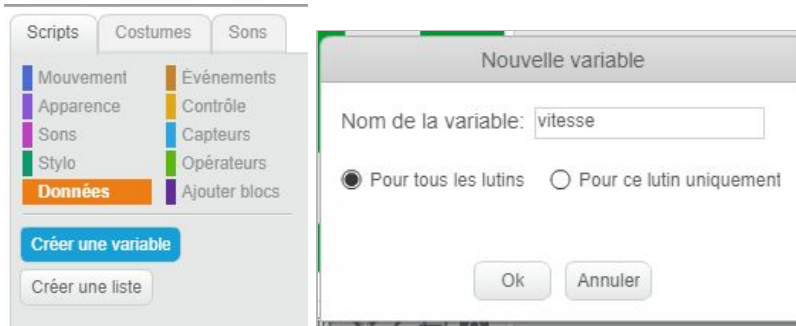 Scripts Costumes Sons
Mouvement Événements
Apparence Contrôle
Sons Capteurs
Stylo Opérateurs
Données Ajouter blocs
Créer une variable
Créer une liste
Nouvelle variable
Nom de la variable: vitesse
Pour tous les lutins Pour ce lutin uniquement
Ok Annuler